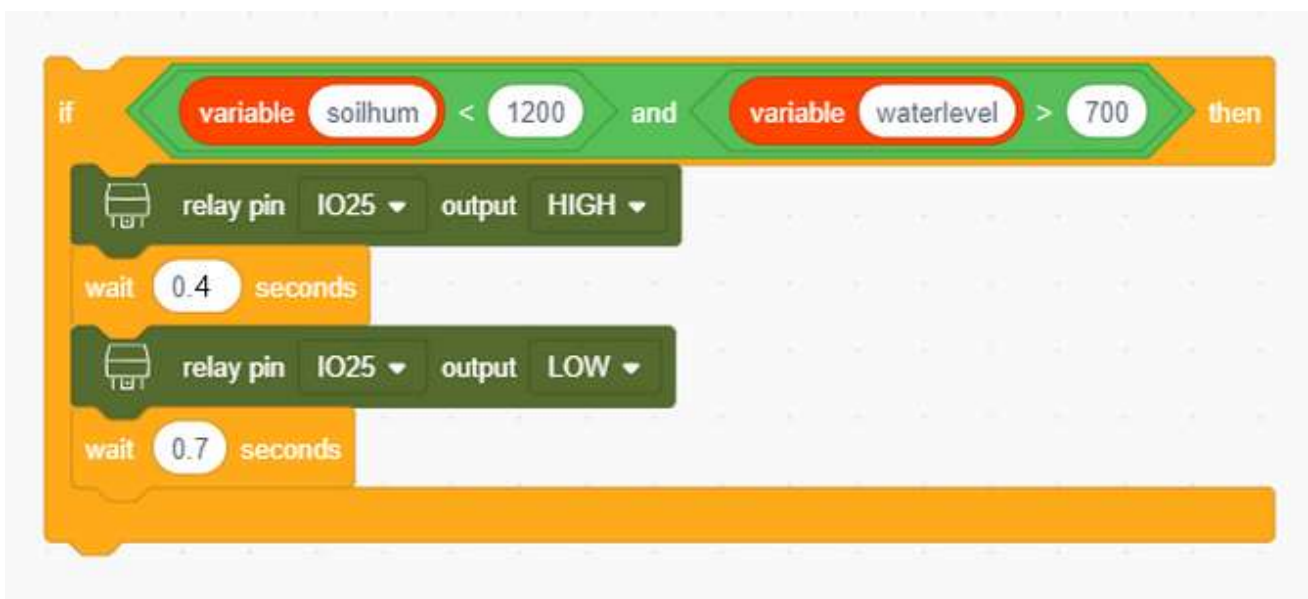 if variable soilhum < 1200 and variable waterlevel > 700 then
relay pin IO25 output HIGH
wait 0.4 seconds
relay pin IO25 output LOW
wait 0.7 seconds